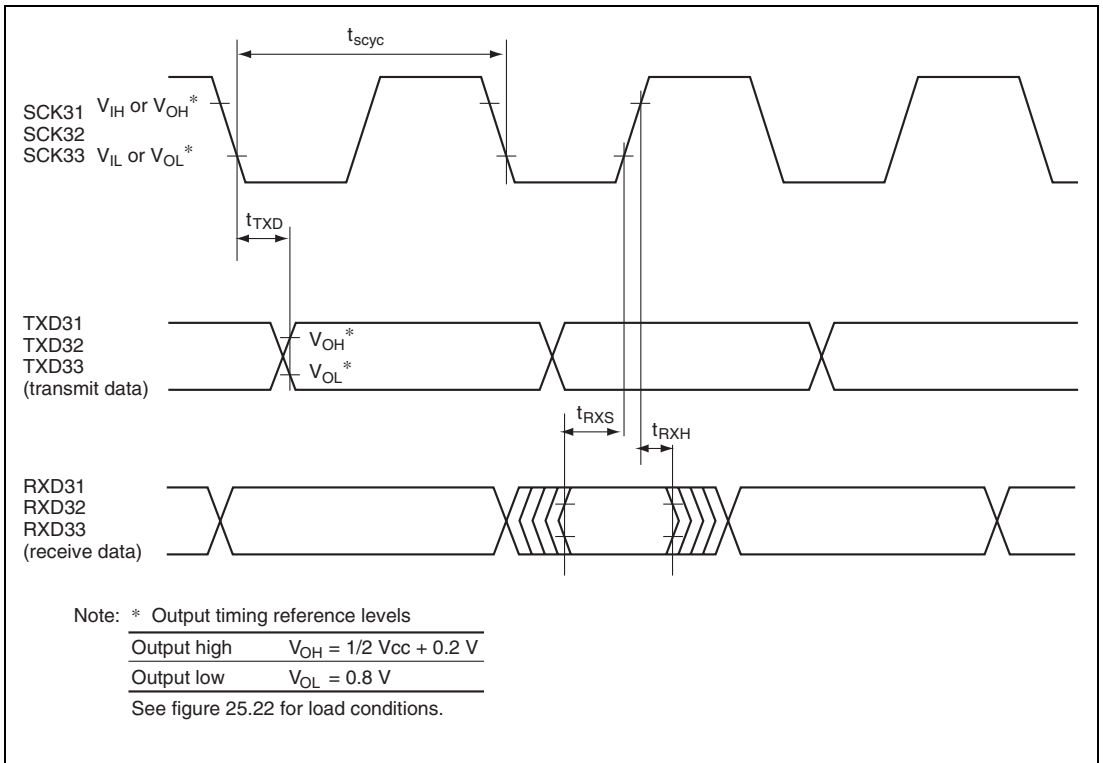 tscyc
SCK31 VIH or VOH*
SCK32
SCK33 VIL or VOL*
tTXD
TXD31
TXD32
TXD33
(transmit data)
VOH*
VOL*
tRXS
tRXH
RXD31
RXD32
RXD33
(receive data)
Note: * Output timing reference levels
Output high VOH = 1/2 Vcc + 0.2 V
Output low VOL = 0.8 V
See figure 25.22 for load conditions.